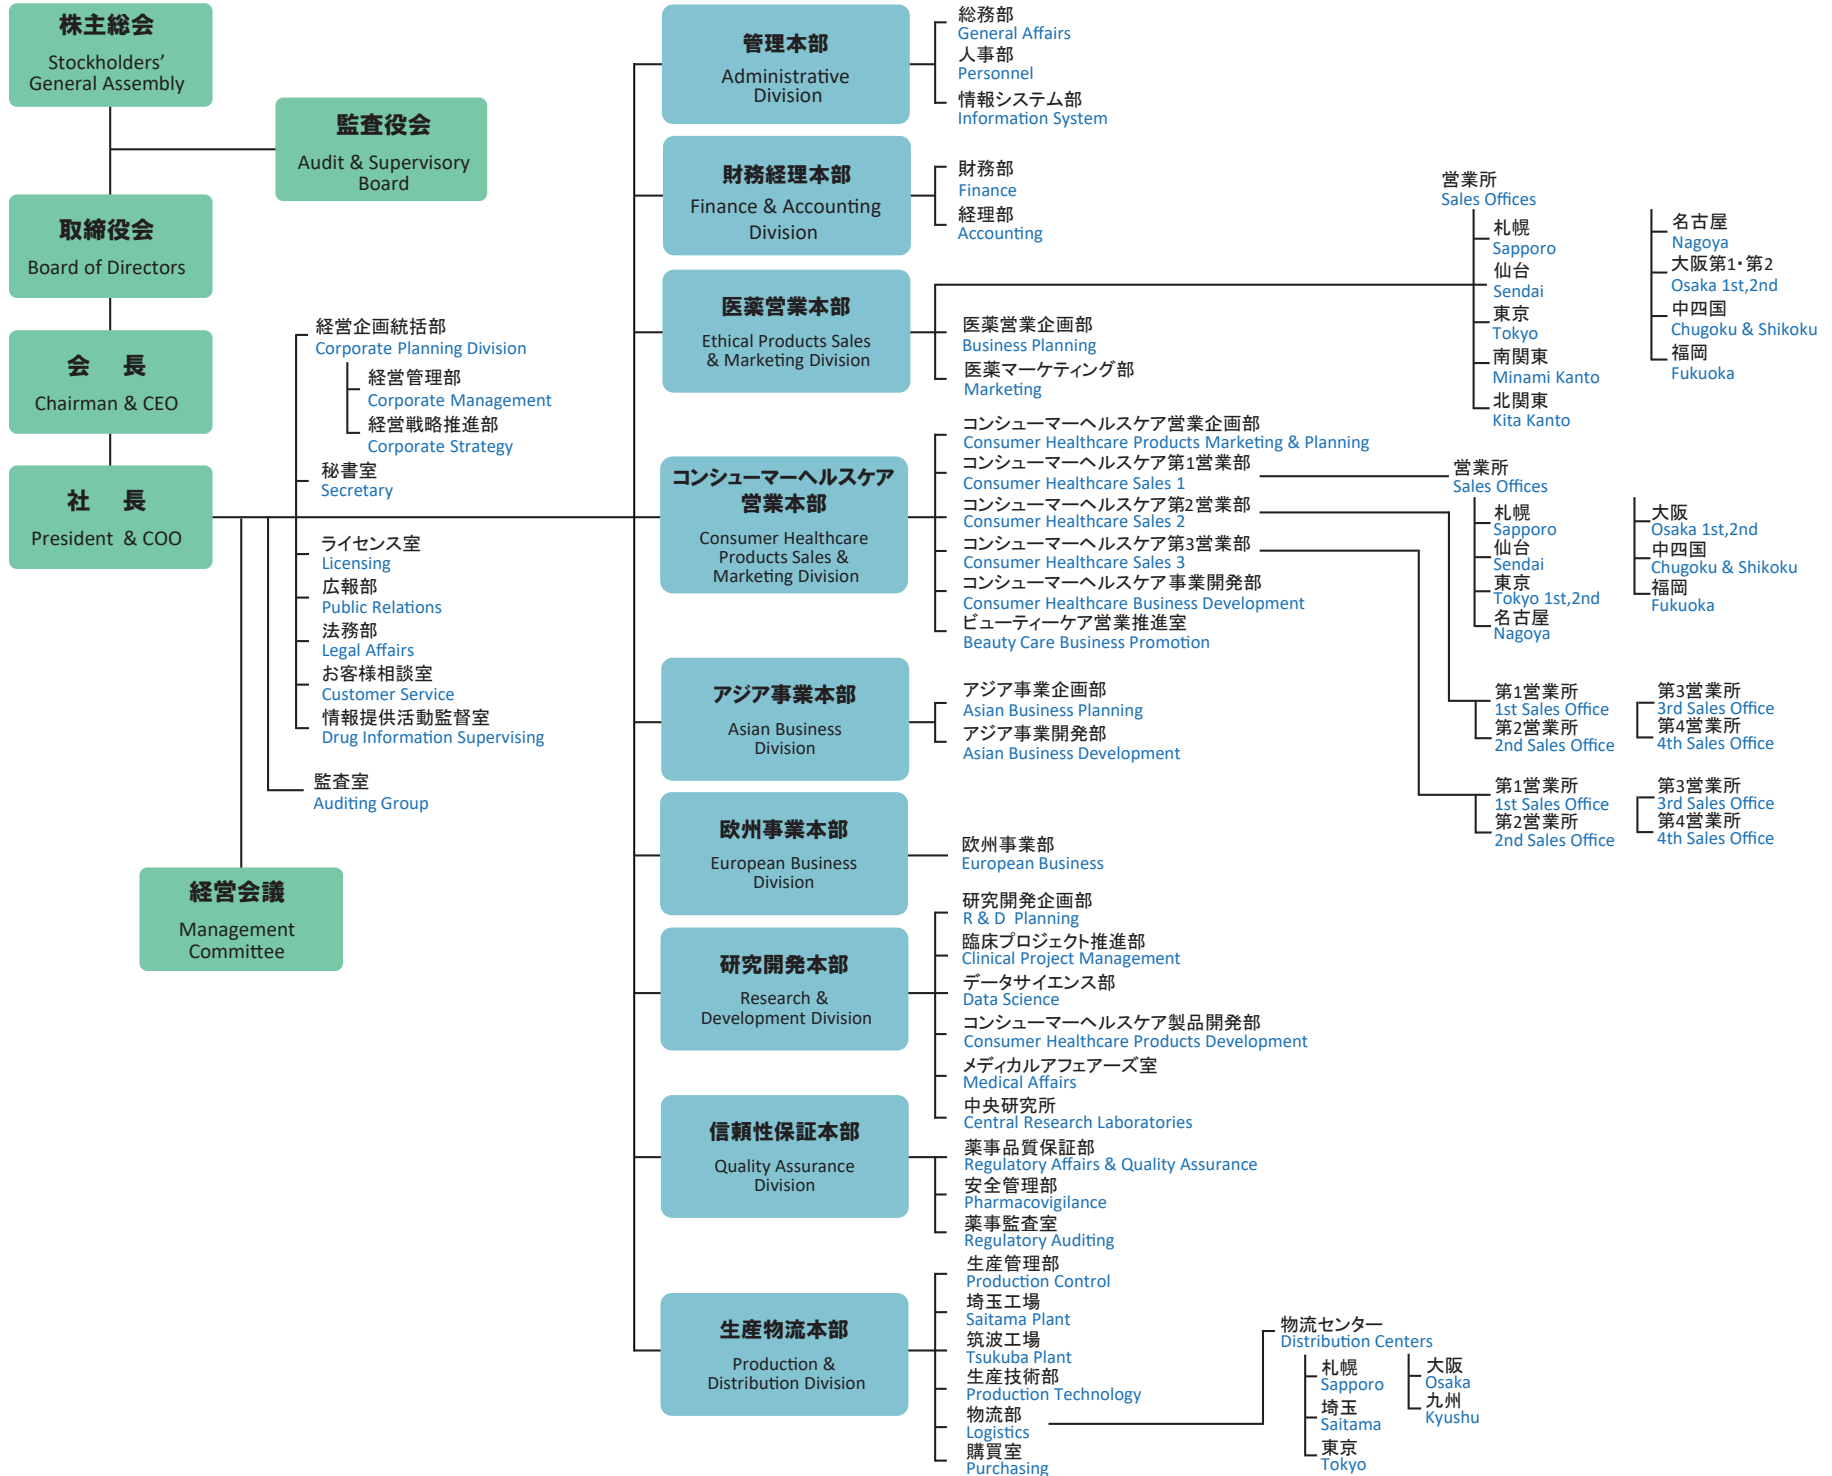 株主総会
Stockholders'
General Assembly
監査役会
Audit & Supervisory
Board
取締役会
Board of Directors
会　長
Chairman & CEO
社　長
President & COO
経営会議
Management
Committee
経営企画統括部
Corporate Planning Division
経営管理部
Corporate Management
経営戦略推進部
Corporate Strategy
秘書室
Secretary
ライセンス室
Licensing
広報部
Public Relations
法務部
Legal Affairs
お客様相談室
Customer Service
情報提供活動監督室
Drug Information Supervising
監査室
Auditing Group
管理本部
Administrative
Division
総務部
General Affairs
人事部
Personnel
情報システム部
Information System
財務経理本部
Finance & Accounting
Division
財務部
Finance
経理部
Accounting
医薬営業本部
Ethical Products Sales
& Marketing Division
医薬営業企画部
Business Planning
医薬マーケティング部
Marketing
営業所
Sales Offices
札幌
Sapporo
仙台
Sendai
東京
Tokyo
南関東
Minami Kanto
北関東
Kita Kanto
名古屋
Nagoya
大阪第1・第2
Osaka 1st,2nd
中四国
Chugoku & Shikoku
福岡
Fukuoka
コンシューマーヘルスケア
営業本部
Consumer Healthcare
Products Sales &
Marketing Division
コンシューマーヘルスケア営業企画部
Consumer Healthcare Products Marketing & Planning
コンシューマーヘルスケア第1営業部
Consumer Healthcare Sales 1
コンシューマーヘルスケア第2営業部
Consumer Healthcare Sales 2
コンシューマーヘルスケア第3営業部
Consumer Healthcare Sales 3
コンシューマーヘルスケア事業開発部
Consumer Healthcare Business Development
ビューティーケア営業推進室
Beauty Care Business Promotion
営業所
Sales Offices
札幌
Sapporo
仙台
Sendai
東京
Tokyo 1st,2nd
名古屋
Nagoya
大阪
Osaka 1st,2nd
中四国
Chugoku & Shikoku
福岡
Fukuoka
第1営業所
1st Sales Office
第2営業所
2nd Sales Office
第3営業所
3rd Sales Office
第4営業所
4th Sales Office
第1営業所
1st Sales Office
第2営業所
2nd Sales Office
第3営業所
3rd Sales Office
第4営業所
4th Sales Office
アジア事業本部
Asian Business
Division
アジア事業企画部
Asian Business Planning
アジア事業開発部
Asian Business Development
欧州事業本部
European Business
Division
欧州事業部
European Business
研究開発本部
Research &
Development Division
研究開発企画部
R & D Planning
臨床プロジェクト推進部
Clinical Project Management
データサイエンス部
Data Science
コンシューマーヘルスケア製品開発部
Consumer Healthcare Products Development
メディカルアフェアーズ室
Medical Affairs
中央研究所
Central Research Laboratories
信頼性保証本部
Quality Assurance
Division
薬事品質保証部
Regulatory Affairs & Quality Assurance
安全管理部
Pharmacovigilance
薬事監査室
Regulatory Auditing
生産物流本部
Production &
Distribution Division
生産管理部
Production Control
埼玉工場
Saitama Plant
筑波工場
Tsukuba Plant
生産技術部
Production Technology
物流部
Logistics
購買室
Purchasing
物流センター
Distribution Centers
札幌
Sapporo
埼玉
Saitama
東京
Tokyo
大阪
Osaka
九州
Kyushu